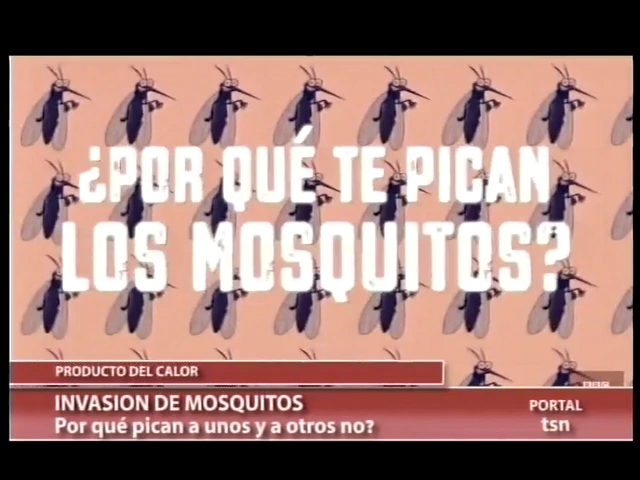 ¿POR QUÉ TE PICAN
LOS MOSQUITOS?
PRODUCTO DEL CALOR
BBC
INVASION DE MOSQUITOS
Por qué pican a unos y a otros no?
PORTAL
tsn